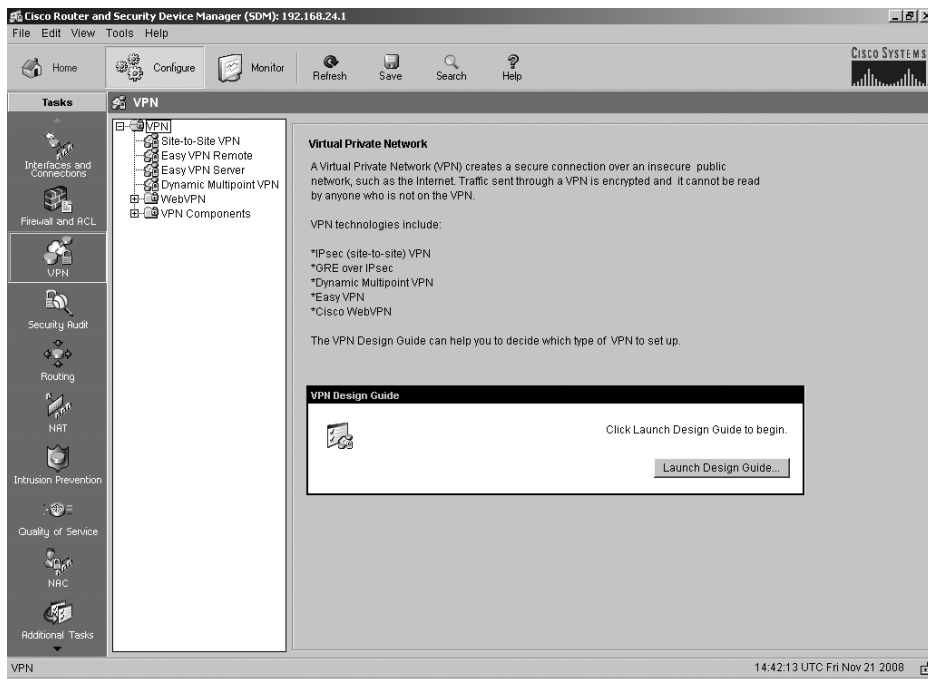 Cisco Router and Security Device Manager (SDM): 192.168.24.1
File Edit View Tools Help
Home
Configure
Monitor
Refresh
Save
Search
Help
CISCO SYSTEMS
Tasks
VPN
Interfaces and
Connections
Firewall and ACL
VPN
Security Audit
Routing
NAT
Intrusion Prevention
Quality of Service
NAC
Additional Tasks
VPN
Site-to-Site VPN
Easy VPN Remote
Easy VPN Server
Dynamic Multipoint VPN
WebVPN
VPN Components
Virtual Private Network
A Virtual Private Network (VPN) creates a secure connection over an insecure public
network, such as the Internet. Traffic sent through a VPN is encrypted and it cannot be read
by anyone who is not on the VPN.
VPN technologies include:
*IPsec (site-to-site) VPN
*GRE over IPsec
*Dynamic Multipoint VPN
*Easy VPN
*Cisco WebVPN
The VPN Design Guide can help you to decide which type of VPN to set up.
VPN Design Guide
Click Launch Design Guide to begin.
Launch Design Guide...
VPN
14:42:13 UTC Fri Nov 21 2008